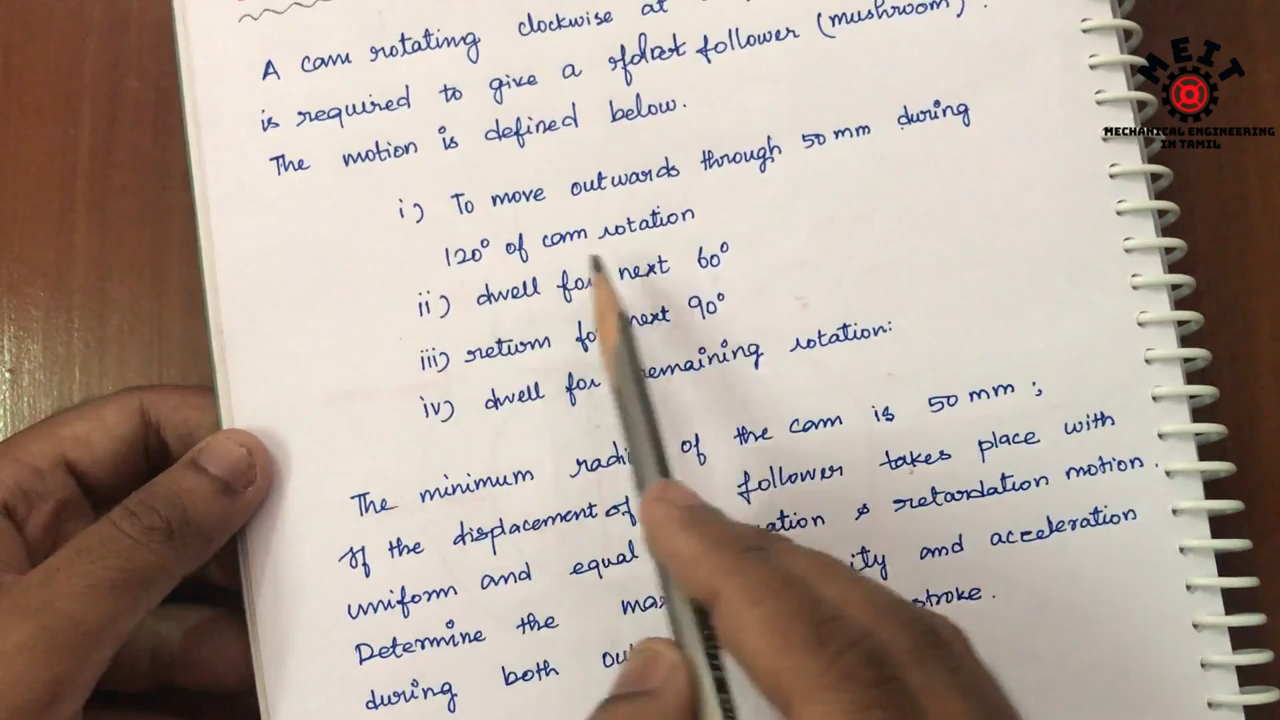 A cam rotating clockwise at
is required to give a flat follower (mushroom).
The motion is defined below.
i) To move outwards through 50 mm during
120° of cam rotation
ii) dwell for next 60°
iii) return for next 90°
iv) dwell for remaining rotation:
The minimum radi of the cam is 50 mm ;
If the displacement of follower takes place with
uniform and equal ation & retardation motion.
Determine the max ity and acceleration
during both out stroke.
MEIT
MECHANICAL ENGINEERING
IN TAMIL